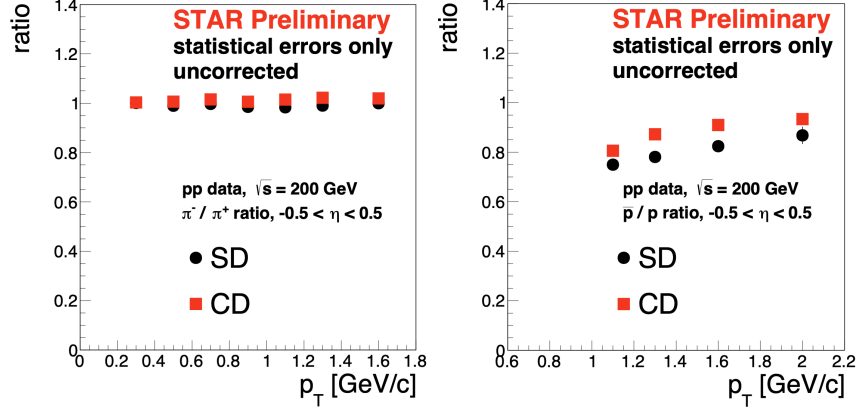 STAR Preliminary
statistical errors only
uncorrected
pp data, √s = 200 GeV
π⁻ / π⁺ ratio, -0.5 < η < 0.5
SD
CD
ratio
1.4
1.2
1
0.8
0.6
0.4
0.2
0
0 0.2 0.4 0.6 0.8 1 1.2 1.4 1.6 1.8
p_T [GeV/c]
STAR Preliminary
statistical errors only
uncorrected
pp data, √s = 200 GeV
p̅ / p ratio, -0.5 < η < 0.5
SD
CD
ratio
1.4
1.2
1
0.8
0.6
0.4
0.2
0
0.6 0.8 1 1.2 1.4 1.6 1.8 2 2.2
p_T [GeV/c]